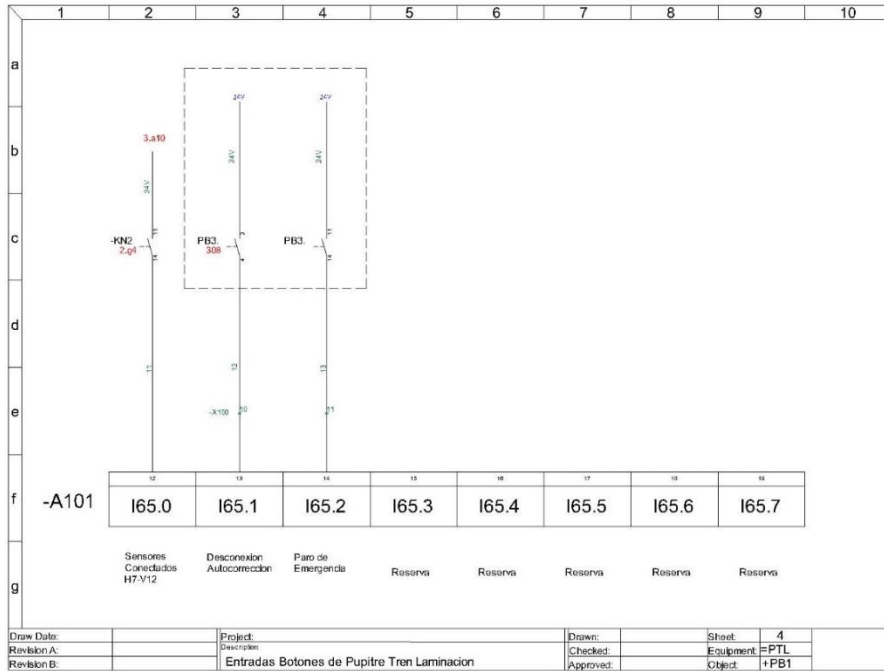 1 2 3 4 5 6 7 8 9 10
a
24V 24V
b
3.a10
24V 24V 24V
c
11 3 11
-KN2 PB3. PB3.
2.g4 308
14 4 14
d
11 12 13
e
-X100 10 11
12 13 14 15 16 17 18 19
f
-A101 I65.0 I65.1 I65.2 I65.3 I65.4 I65.5 I65.6 I65.7
Sensores
Conectados
H7-V12
Desconexion
Autocorreccion
Paro de
Emergencia
Reserva Reserva Reserva Reserva Reserva
g
Draw Date: Project: Drawn: Sheet: 4
Revision A: Description Checked: Equipment: =PTL
Revision B: Entradas Botones de Pupitre Tren Laminacion Approved: Object: +PB1